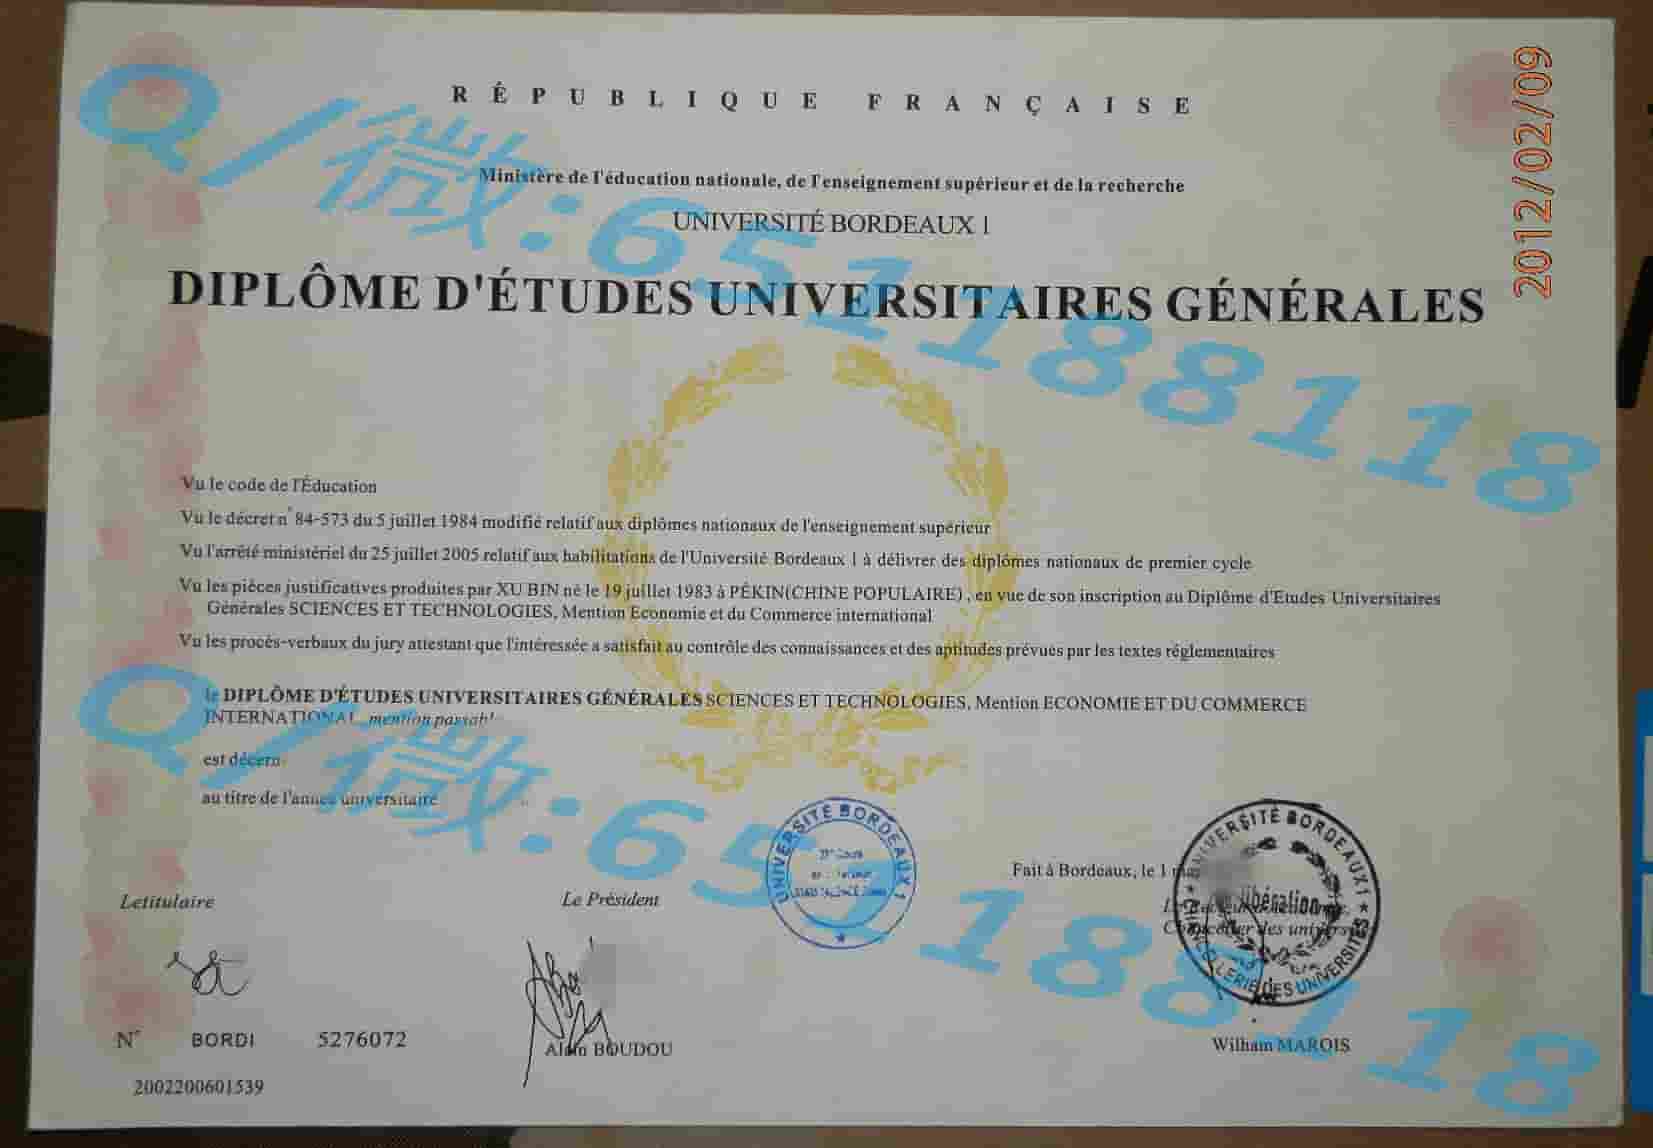 RÉPUBLIQUE FRANÇAISE
Ministère de l'éducation nationale, de l'enseignement supérieur et de la recherche
UNIVERSITÉ BORDEAUX 1
DIPLÔME D'ÉTUDES UNIVERSITAIRES GÉNÉRALES
2012/02/09
Q/微:651188118
Vu le code de l'Éducation
Vu le décret n° 84-573 du 5 juillet 1984 modifié relatif aux diplômes nationaux de l'enseignement supérieur
Vu l'arrêté ministériel du 25 juillet 2005 relatif aux habilitations de l'Université Bordeaux 1 à délivrer des diplômes nationaux de premier cycle
Vu les pièces justificatives produites par XU BIN né le 19 juillet 1983 à PÉKIN(CHINE POPULAIRE) , en vue de son inscription au Diplôme d'Etudes Universitaires
Générales SCIENCES ET TECHNOLOGIES, Mention Economie et du Commerce international
Vu les procès-verbaux du jury attestant que l'intéressée a satisfait au contrôle des connaissances et des aptitudes prévues par les textes réglementaires
le DIPLÔME D'ÉTUDES UNIVERSITAIRES GÉNÉRALES SCIENCES ET TECHNOLOGIES, Mention ECONOMIE ET DU COMMERCE
INTERNATIONAL, mention
est
au titre de l'année universitaire
Q/微:651188118
UNIVERSITÉ BORDEAUX 1
Fait à Bordeaux, le 1
UNIVERSITÉ BORDEAUX1
CHANCELLERIE DES UNIVERSITÉS
Letitulaire
Le Président
N° BORDI 5276072
Alain BOUDOU
William MAROIS
2002200601539